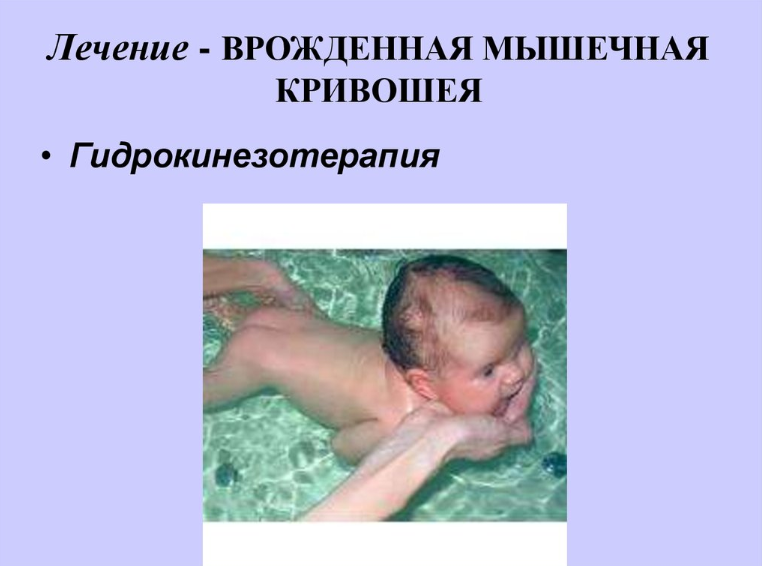 Лечение - ВРОЖДЕННАЯ МЫШЕЧНАЯ
КРИВОШЕЯ
• Гидрокинезотерапия